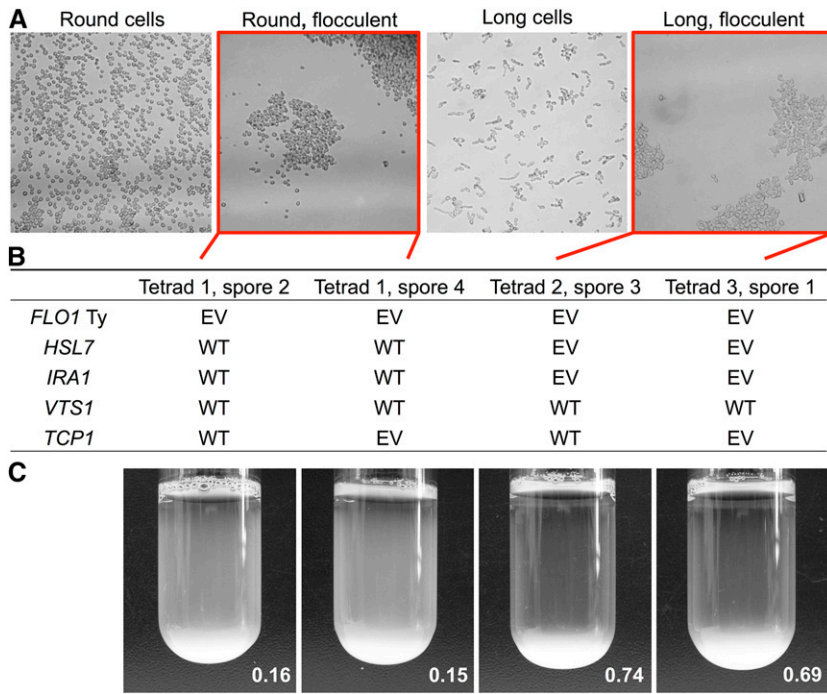 A
Round cells
Round, flocculent
Long cells
Long, flocculent
B
Tetrad 1, spore 2 Tetrad 1, spore 4 Tetrad 2, spore 3 Tetrad 3, spore 1
FLO1 Ty EV EV EV EV
HSL7 WT WT EV EV
IRA1 WT WT EV EV
VTS1 WT WT WT WT
TCP1 WT EV WT EV
C
0.16
0.15
0.74
0.69